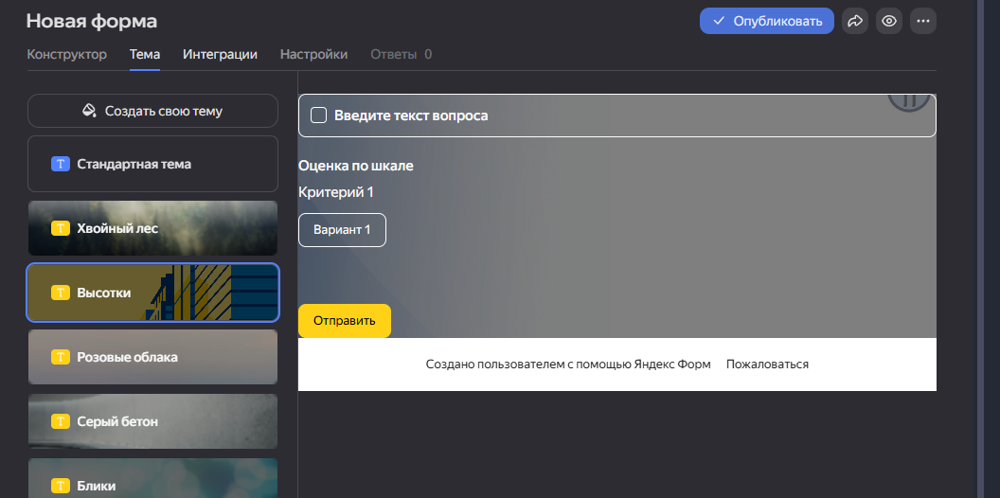 Новая форма
Опубликовать
Конструктор Тема Интеграции Настройки Ответы 0
Создать свою тему
T Стандартная тема
T Хвойный лес
T Высотки
T Розовые облака
T Серый бетон
T Блики
Введите текст вопроса
Оценка по шкале
Критерий 1
Вариант 1
Отправить
Создано пользователем с помощью Яндекс Форм Пожаловаться